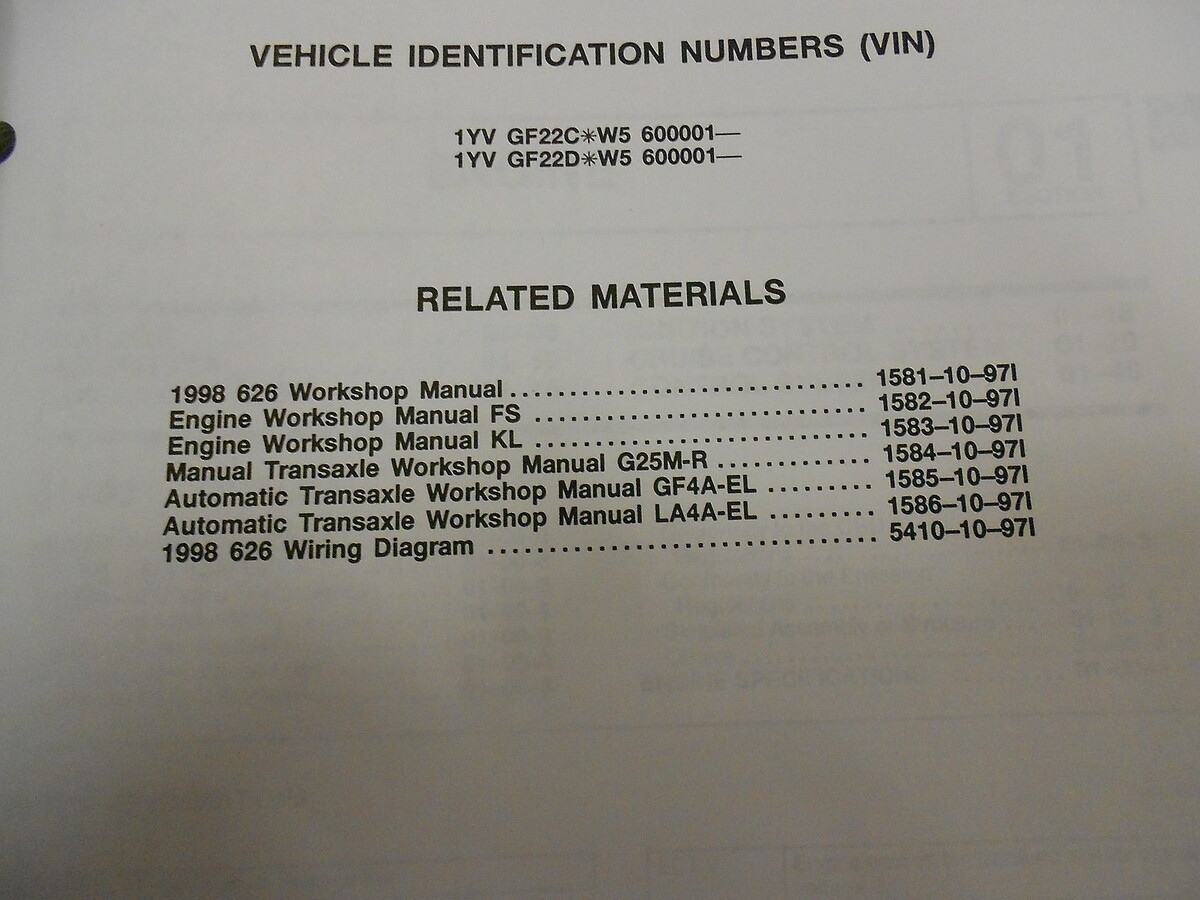 VEHICLE IDENTIFICATION NUMBERS (VIN)
1YV GF22C✳W5 600001—
1YV GF22D✳W5 600001—
RELATED MATERIALS
1998 626 Workshop Manual .............................. 1581–10–97I
Engine Workshop Manual FS .............................. 1582–10–97I
Engine Workshop Manual KL .............................. 1583–10–97I
Manual Transaxle Workshop Manual G25M-R ............. 1584–10–97I
Automatic Transaxle Workshop Manual GF4A-EL ......... 1585–10–97I
Automatic Transaxle Workshop Manual LA4A-EL ......... 1586–10–97I
1998 626 Wiring Diagram ................................ 5410–10–97I